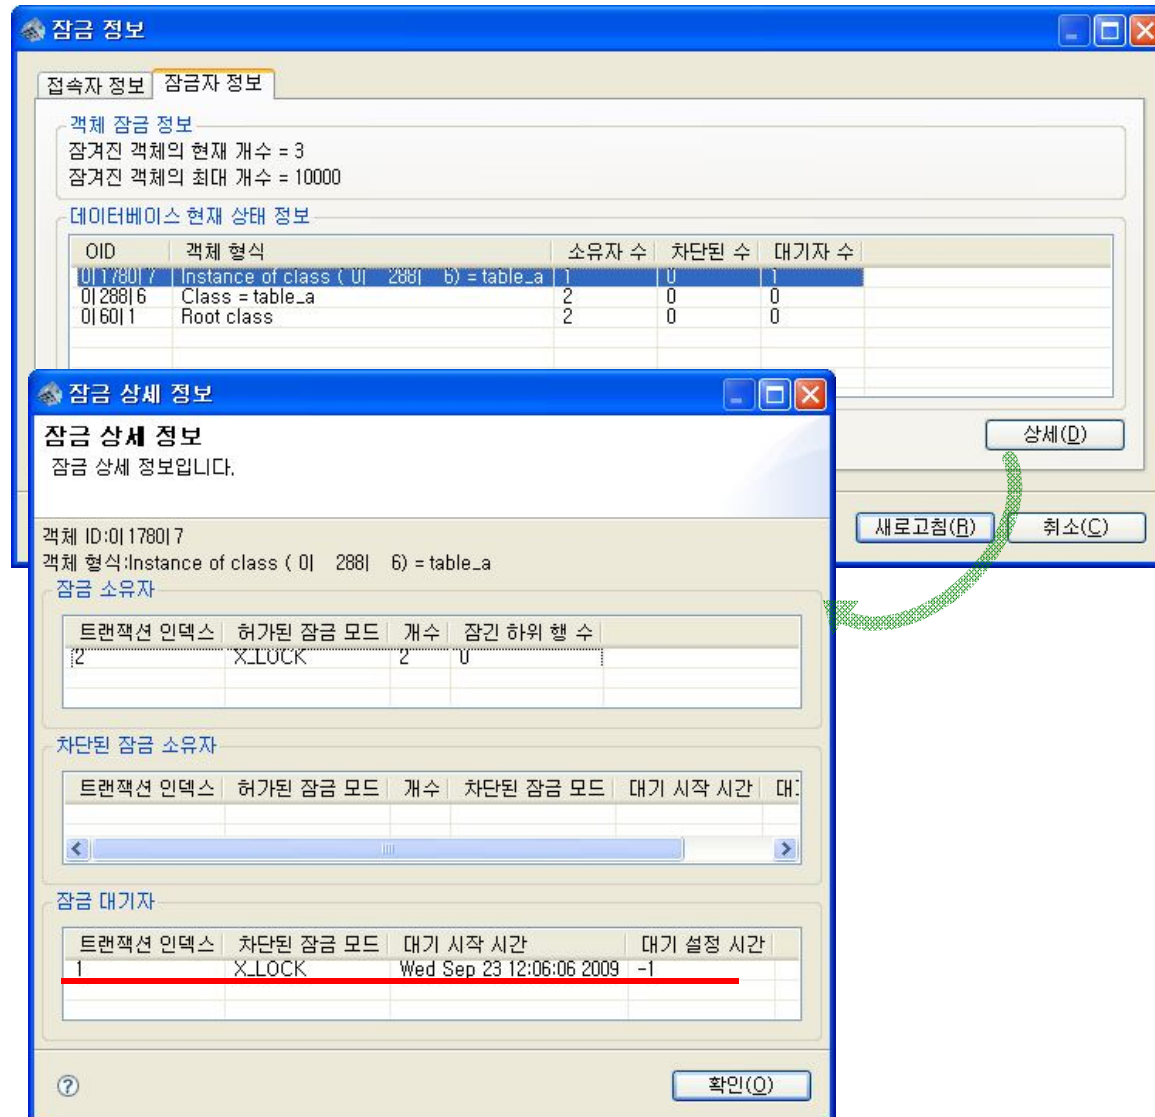 잠금 정보
접속자 정보 잠금자 정보
객체 잠금 정보
잠겨진 객체의 현재 개수 = 3
잠겨진 객체의 최대 개수 = 10000
데이터베이스 현재 상태 정보
OID 객체 형식 소유자 수 차단된 수 대기자 수
0| 1780| 7 Instance of class ( 0| 288| 6) = table_a 1 0 1
0| 288| 6 Class = table_a 2 0 0
0| 60| 1 Root class 2 0 0
상세(D)
새로고침(R) 취소(C)
잠금 상세 정보
잠금 상세 정보
잠금 상세 정보입니다.
객체 ID:0| 1780| 7
객체 형식:Instance of class ( 0| 288| 6) = table_a
잠금 소유자
트랜잭션 인덱스 허가된 잠금 모드 개수 잠긴 하위 행 수
2 X_LOCK 2 0
차단된 잠금 소유자
트랜잭션 인덱스 허가된 잠금 모드 개수 차단된 잠금 모드 대기 시작 시간
잠금 대기자
트랜잭션 인덱스 차단된 잠금 모드 대기 시작 시간 대기 설정 시간
1 X_LOCK Wed Sep 23 12:06:06 2009 -1
확인(O)